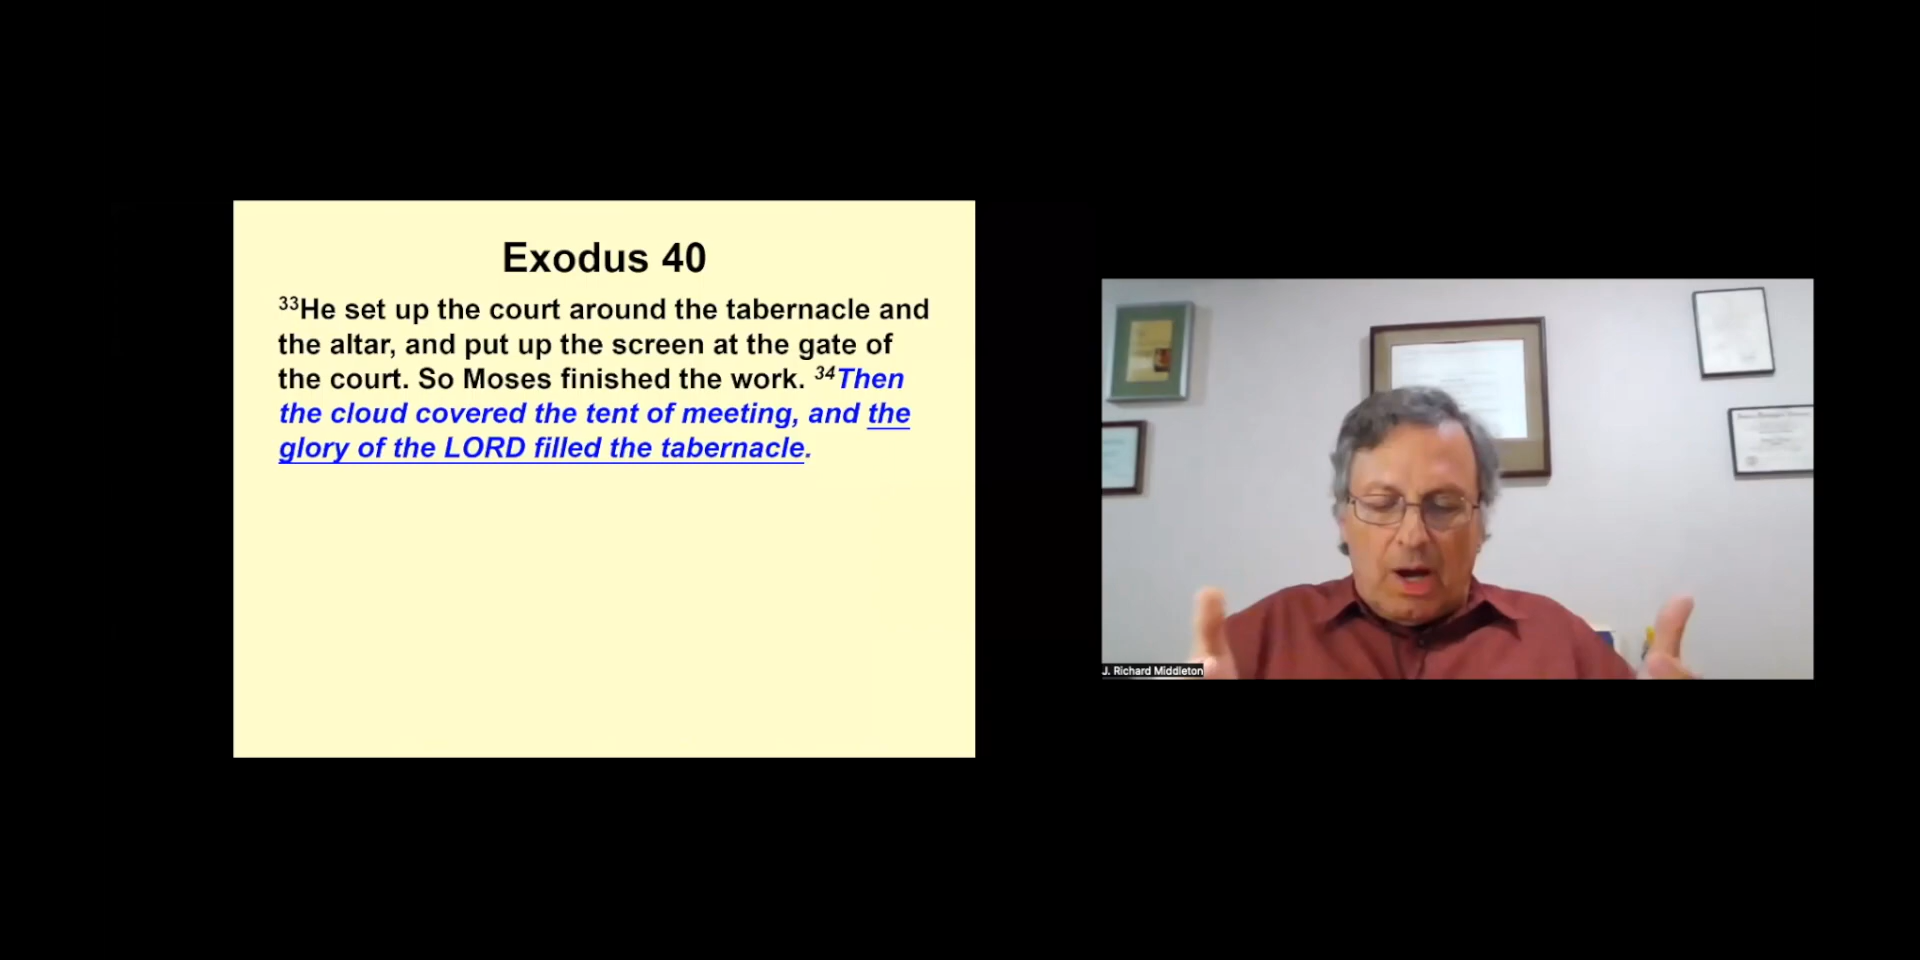 Exodus 40
33He set up the court around the tabernacle and
the altar, and put up the screen at the gate of
the court. So Moses finished the work. 34Then
the cloud covered the tent of meeting, and the
glory of the LORD filled the tabernacle.
J. Richard Middleton